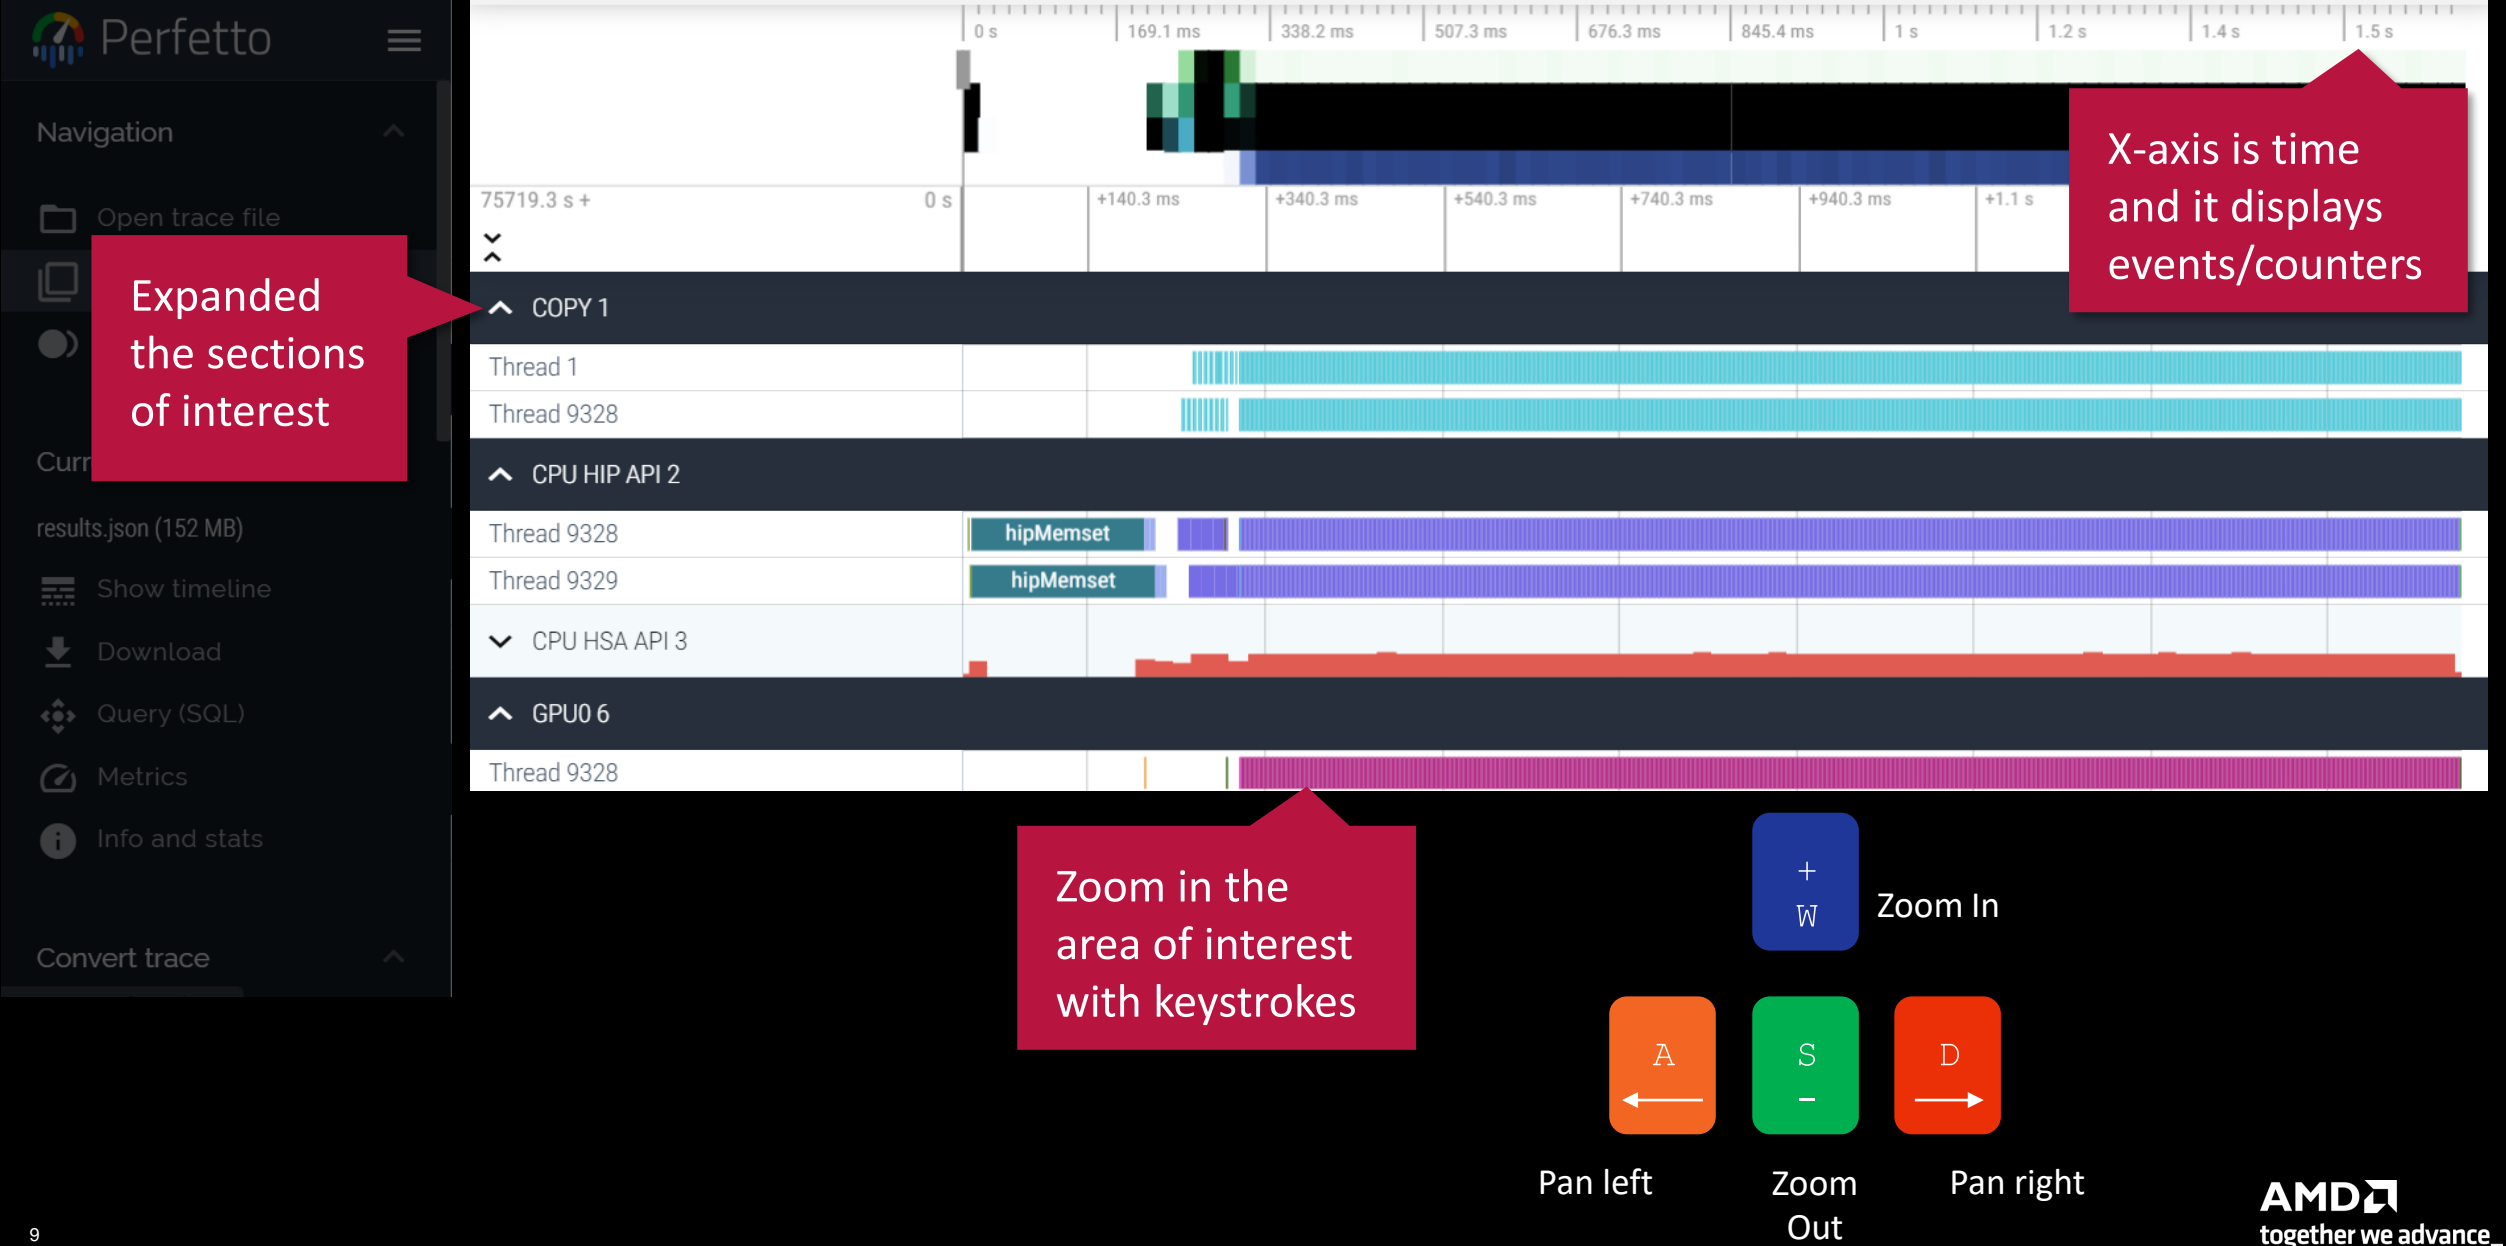 Perfetto
Navigation
Open trace file
Curr
results.json (152 MB)
Show timeline
Download
Query (SQL)
Metrics
Info and stats
Convert trace
Expanded
the sections
of interest
0 s
169.1 ms
338.2 ms
507.3 ms
676.3 ms
845.4 ms
1 s
1.2 s
1.4 s
1.5 s
75719.3 s +
0 s
+140.3 ms
+340.3 ms
+540.3 ms
+740.3 ms
+940.3 ms
+1.1 s
X-axis is time
and it displays
events/counters
COPY 1
Thread 1
Thread 9328
CPU HIP API 2
Thread 9328
hipMemset
Thread 9329
hipMemset
CPU HSA API 3
GPU0 6
Thread 9328
Zoom in the
area of interest
with keystrokes
+
W
Zoom In
A
S
-
D
Pan left
Zoom
Out
Pan right
AMD
together we advance_
9